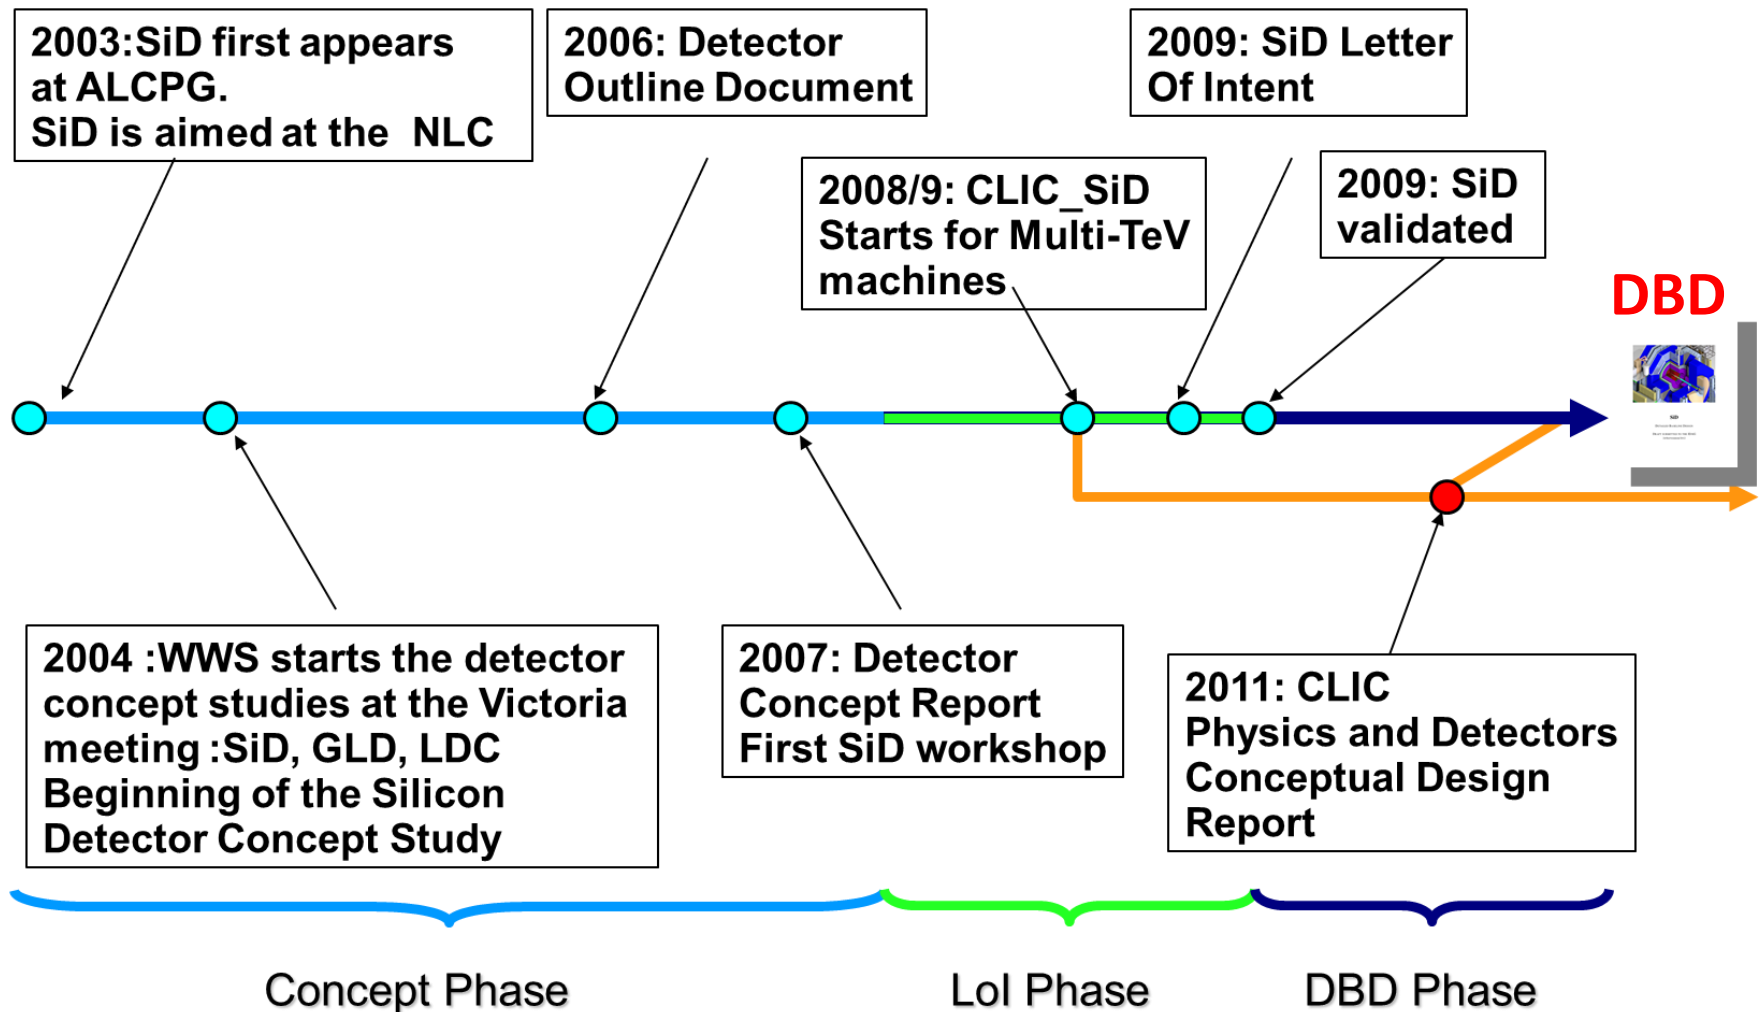 2003:SiD first appears
at ALCPG.
SiD is aimed at the NLC
2006: Detector
Outline Document
2009: SiD Letter
Of Intent
2008/9: CLIC_SiD
Starts for Multi-TeV
machines
2009: SiD
validated
DBD
SiD
2004 :WWS starts the detector
concept studies at the Victoria
meeting :SiD, GLD, LDC
Beginning of the Silicon
Detector Concept Study
2007: Detector
Concept Report
First SiD workshop
2011: CLIC
Physics and Detectors
Conceptual Design
Report
Concept Phase
LoI Phase
DBD Phase